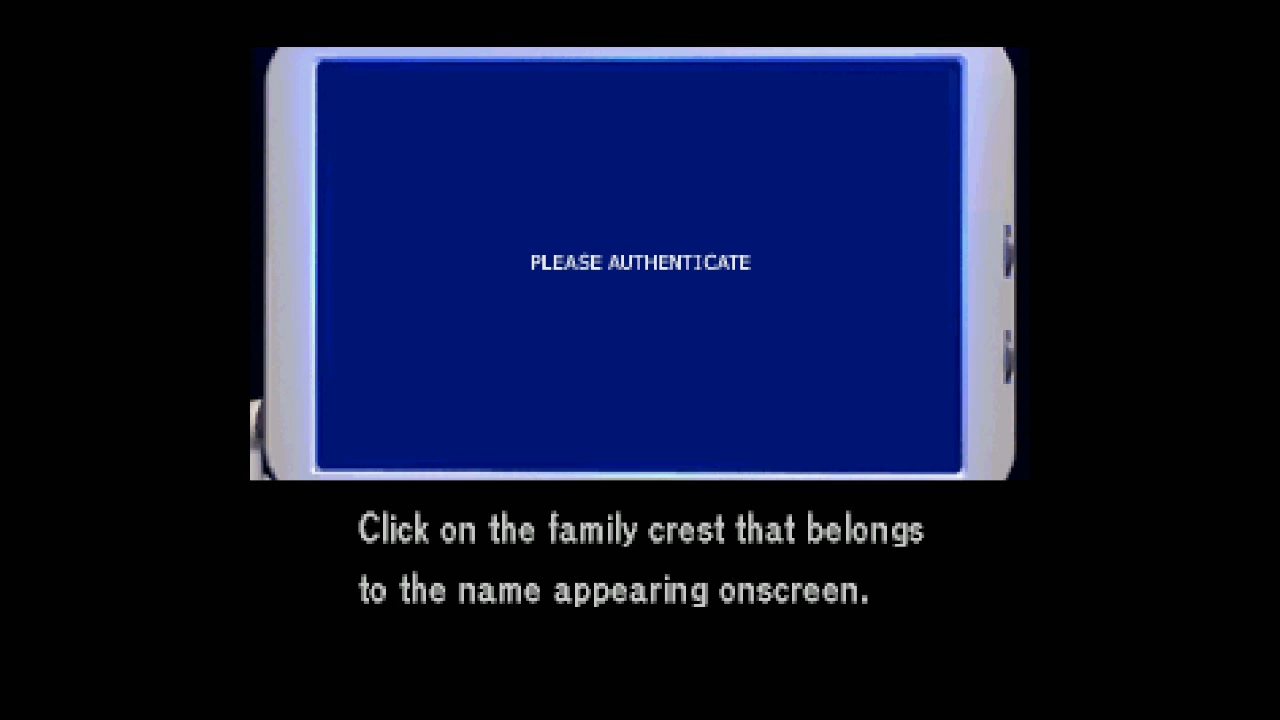 PLEASE AUTHENTICATE
Click on the family crest that belongs
to the name appearing onscreen.